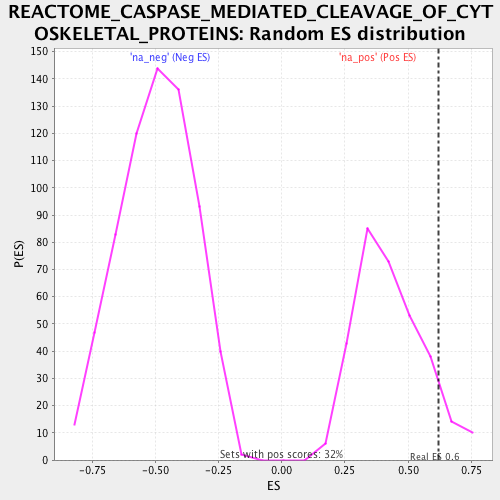 REACTOME_CASPASE_MEDIATED_CLEAVAGE_OF_CYT
OSKELETAL_PROTEINS: Random ES distribution
'na_neg' (Neg ES)
'na_pos' (Pos ES)
150
140
130
120
110
100
90
80
70
60
50
40
30
20
10
0
P(ES)
Sets with pos scores: 32%
Real ES 0.6
-0.75
-0.50
-0.25
0.00
0.25
0.50
0.75
ES